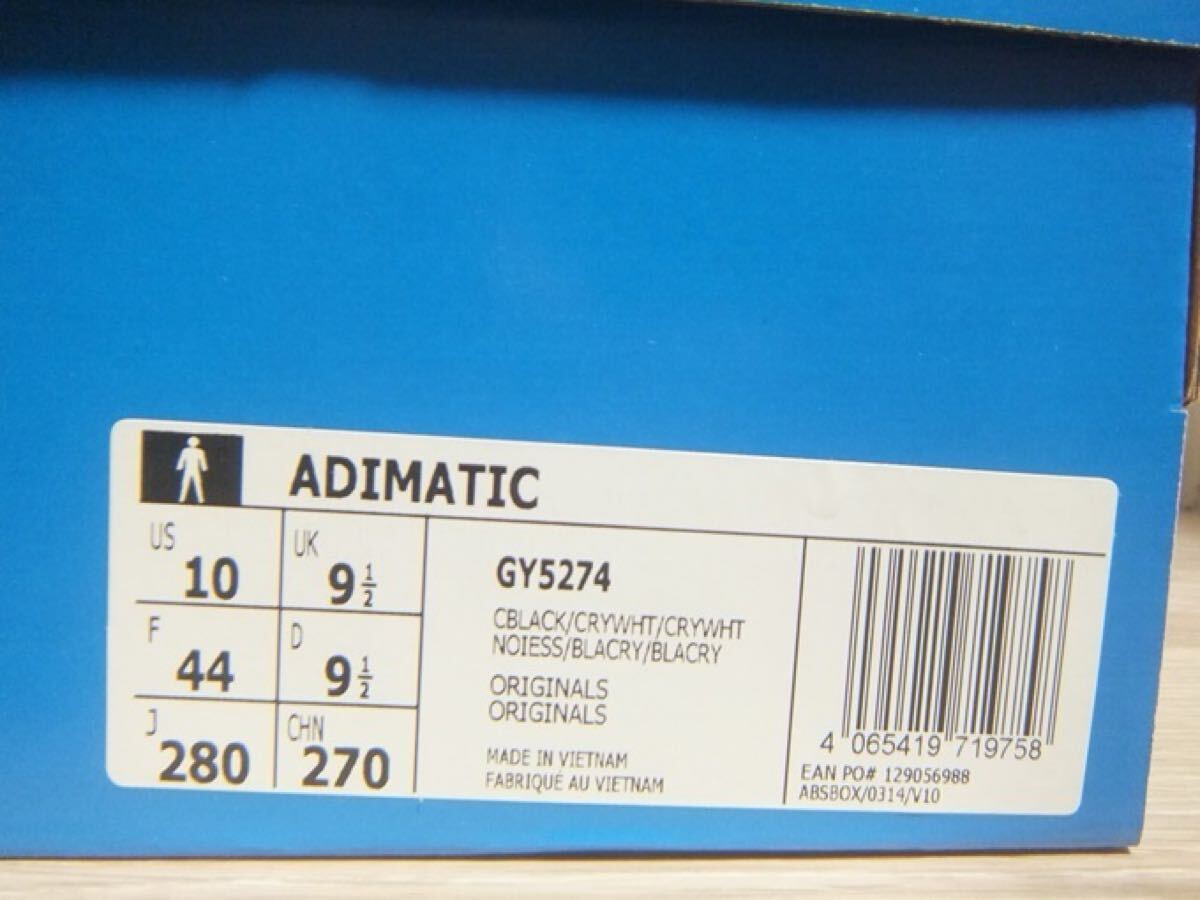 ADIMATIC
US 10
UK 9 1/2
F 44
D 9 1/2
J 280
CHN 270
GY5274
CBLACK/CRYWHT/CRYWHT
NOIESS/BLACRY/BLACRY
ORIGINALS
ORIGINALS
MADE IN VIETNAM
FABRIQUÉ AU VIETNAM
4 065419 719758
EAN PO# 129056988
ABSBOX/0314/V10